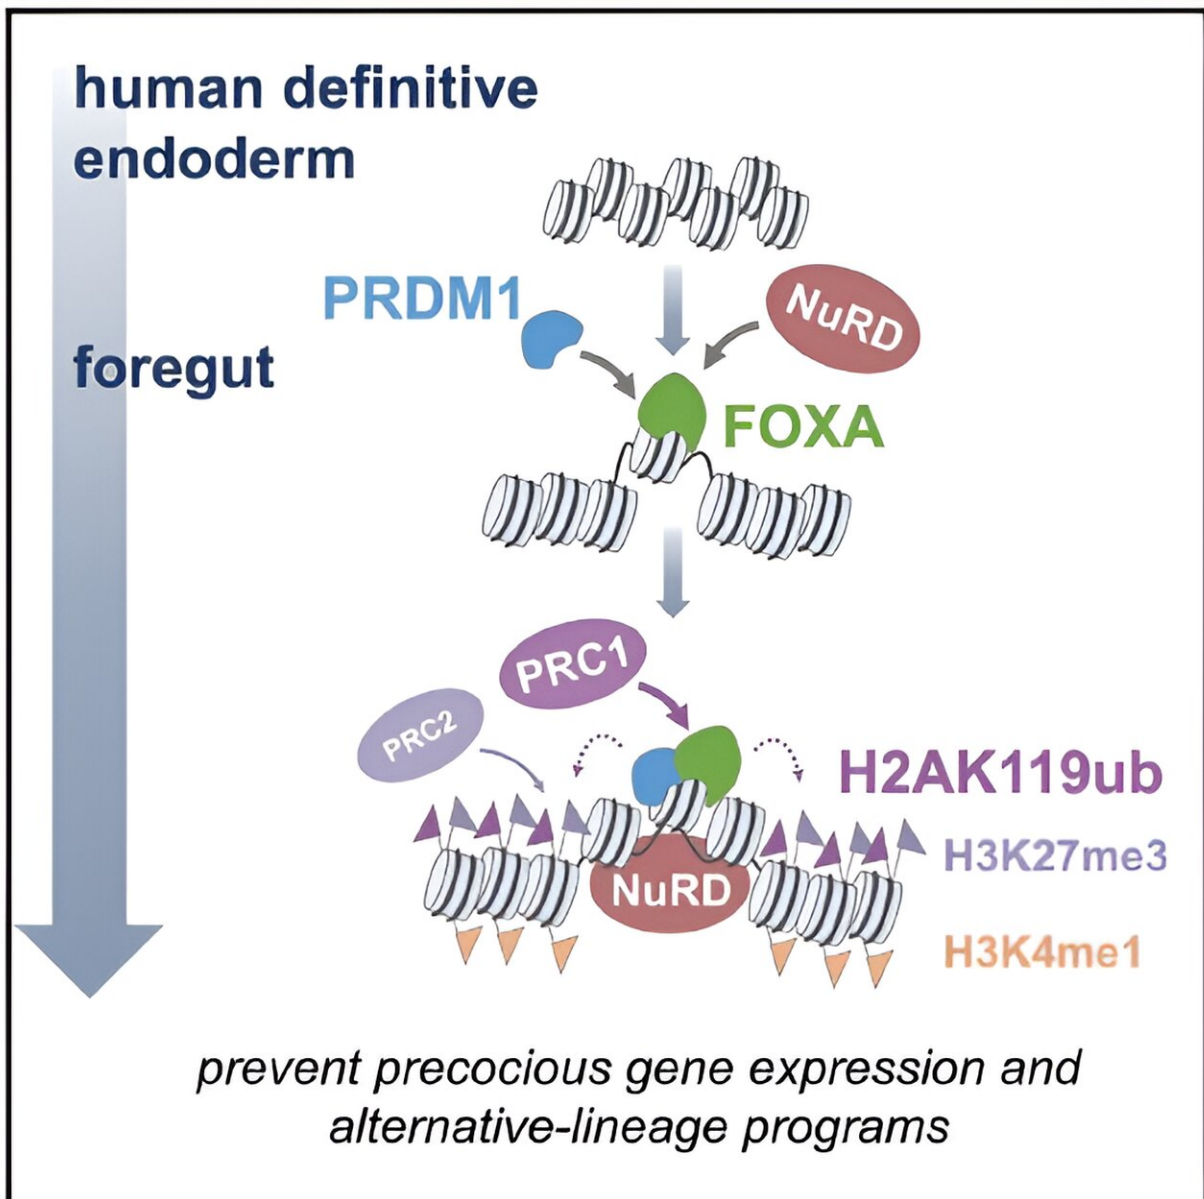 human definitive
endoderm
PRDM1
NuRD
foregut
FOXA
PRC1
PRC2
H2AK119ub
H3K27me3
NuRD
H3K4me1
prevent precocious gene expression and
alternative-lineage programs